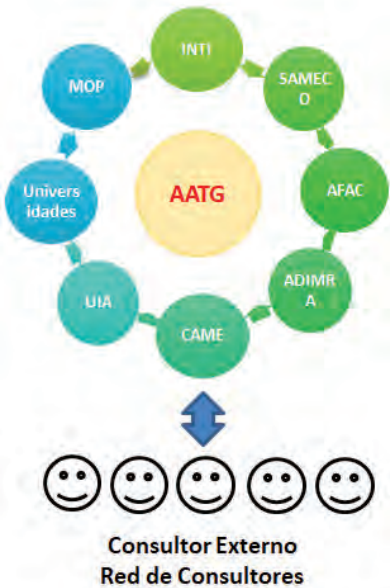 INTI
SAMEC
O
AFAC
ADIMR
A
CAME
UIA
Univers
idades
MOP
AATG
Consultor Externo
Red de Consultores